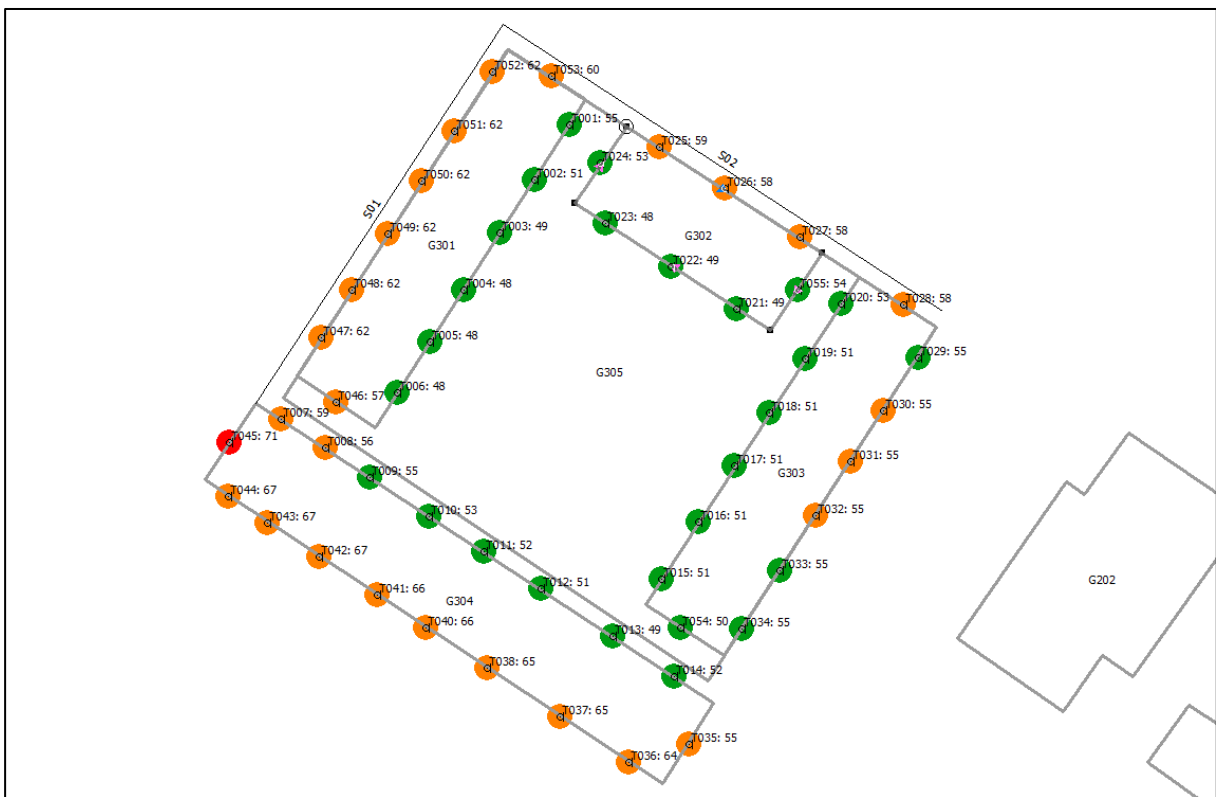 T052: 62
T053: 60
T001: 55
T051: 62
T025: 59
S02
T024: 53
T050: 62
T002: 51
T026: 58
S01
T023: 48
T049: 62
T003: 49
G301
G302
T027: 58
T022: 49
T048: 62
T004: 48
T055: 54
T020: 53
T028: 58
T021: 49
T047: 62
T005: 48
T019: 51
T029: 55
G305
T006: 48
T046: 57
T018: 51
T030: 55
T007: 59
T045: 71
T008: 56
T031: 55
T017: 51
G303
T009: 55
T044: 67
T010: 53
T032: 55
T043: 67
T016: 51
T011: 52
T042: 67
T033: 55
T015: 51
G202
T012: 51
T041: 66
G304
T040: 66
T054: 50
T034: 55
T013: 49
T038: 65
T014: 52
T037: 65
T035: 55
T036: 64